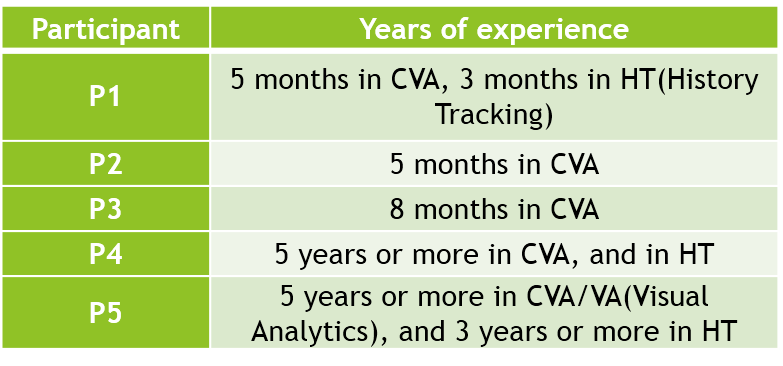 Participant Years of experience
P1 5 months in CVA, 3 months in HT(History
Tracking)
P2 5 months in CVA
P3 8 months in CVA
P4 5 years or more in CVA, and in HT
P5 5 years or more in CVA/VA(Visual
Analytics), and 3 years or more in HT